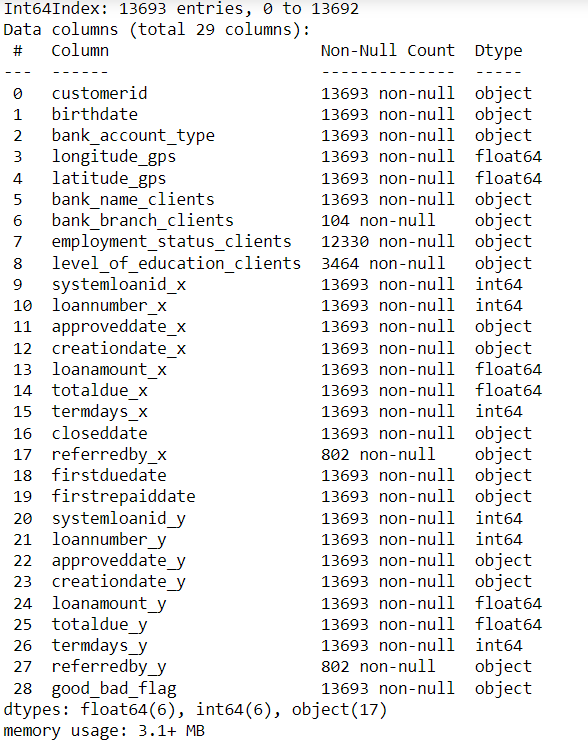 Int64Index: 13693 entries, 0 to 13692
Data columns (total 29 columns):
 #   Column                      Non-Null Count  Dtype
---  ------                      --------------  -----
 0   customerid                  13693 non-null  object
 1   birthdate                   13693 non-null  object
 2   bank_account_type           13693 non-null  object
 3   longitude_gps               13693 non-null  float64
 4   latitude_gps                13693 non-null  float64
 5   bank_name_clients           13693 non-null  object
 6   bank_branch_clients         104 non-null    object
 7   employment_status_clients   12330 non-null  object
 8   level_of_education_clients  3464 non-null   object
 9   systemloanid_x              13693 non-null  int64
 10  loannumber_x                13693 non-null  int64
 11  approveddate_x              13693 non-null  object
 12  creationdate_x              13693 non-null  object
 13  loanamount_x                13693 non-null  float64
 14  totaldue_x                  13693 non-null  float64
 15  termdays_x                  13693 non-null  int64
 16  closeddate                  13693 non-null  object
 17  referredby_x                802 non-null    object
 18  firstduedate                13693 non-null  object
 19  firstrepaiddate             13693 non-null  object
 20  systemloanid_y              13693 non-null  int64
 21  loannumber_y                13693 non-null  int64
 22  approveddate_y              13693 non-null  object
 23  creationdate_y              13693 non-null  object
 24  loanamount_y                13693 non-null  float64
 25  totaldue_y                  13693 non-null  float64
 26  termdays_y                  13693 non-null  int64
 27  referredby_y                802 non-null    object
 28  good_bad_flag               13693 non-null  object
dtypes: float64(6), int64(6), object(17)
memory usage: 3.1+ MB